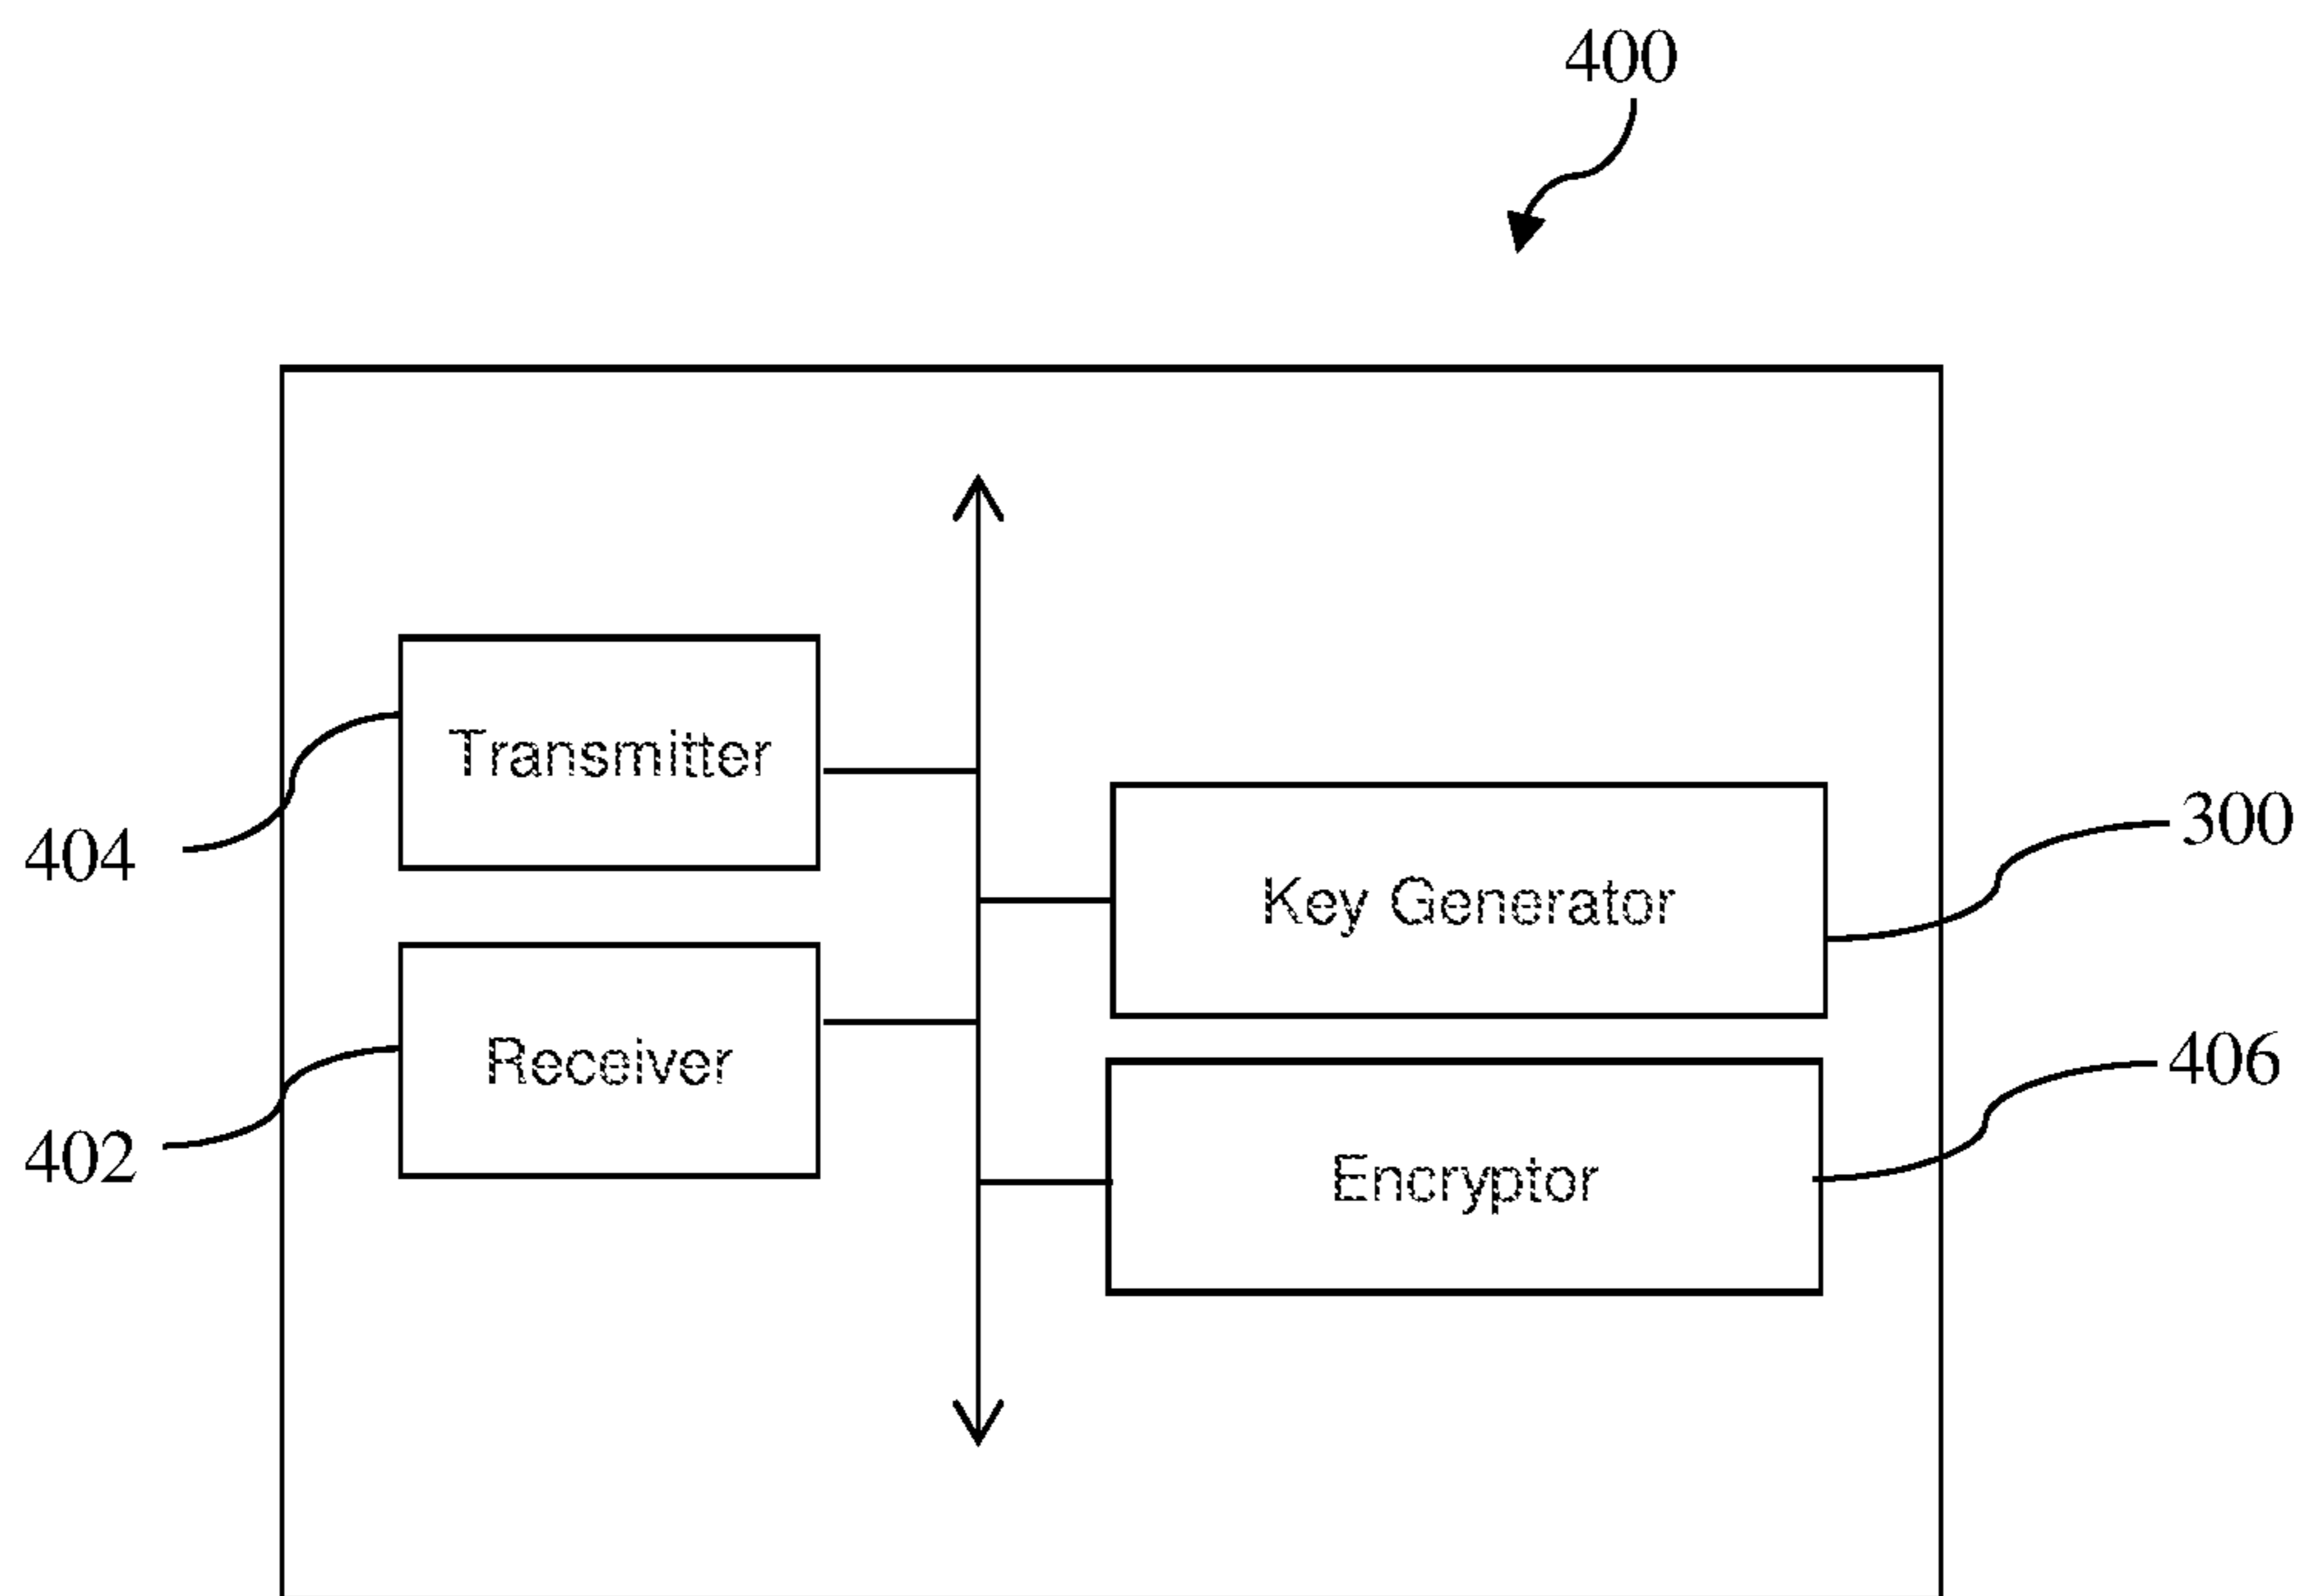 400
Transmitter
404
Key Generator
300
Receiver
402
Encryptor
406